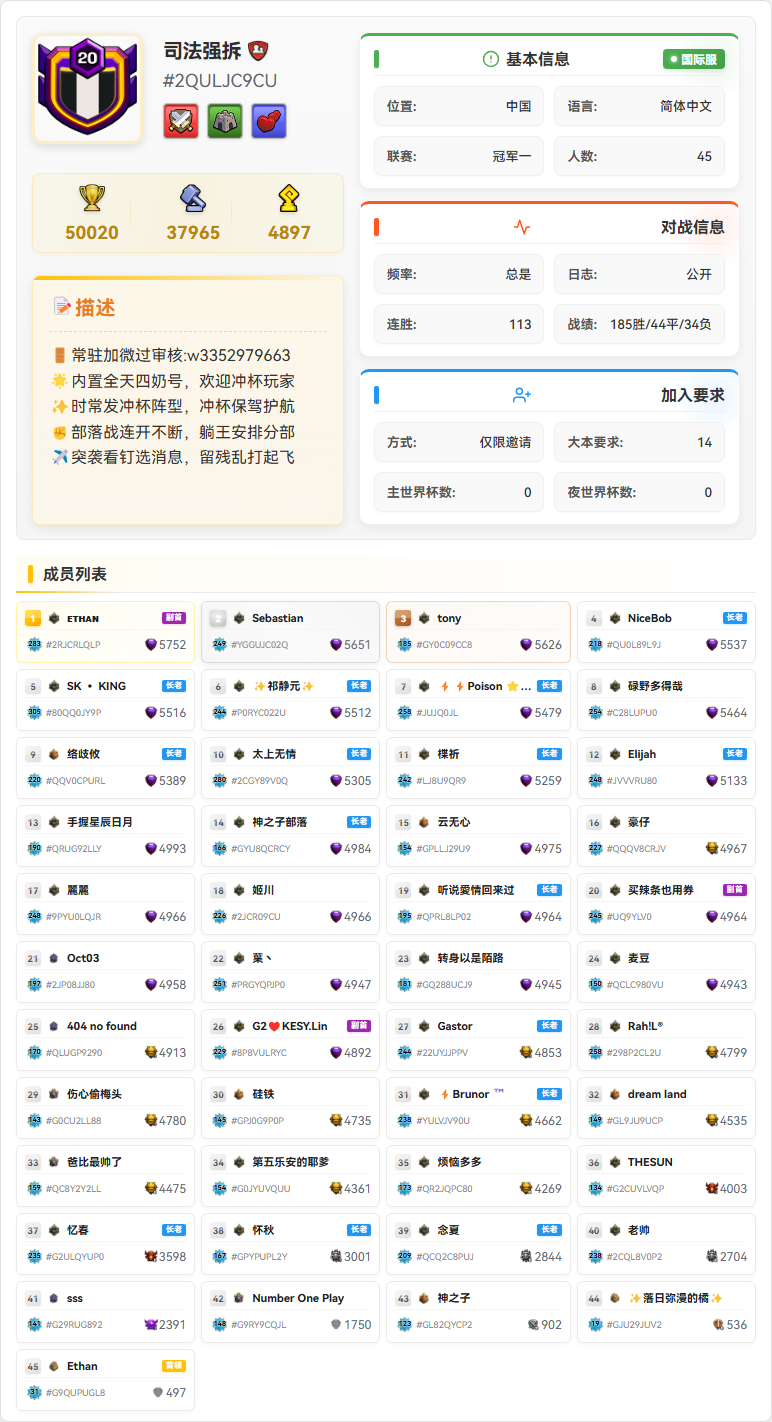 20
司法强拆
#2QULJC9CU
50020 37965 4897
描述
常驻加微过审核:w3352979663
内置全天四奶号，欢迎冲杯玩家
时常发冲杯阵型，冲杯保驾护航
部落战连开不断，躺王安排分部
突袭看钉选消息，留残乱打起飞
基本信息 国际服
位置: 中国 语言: 简体中文
联赛: 冠军一 人数: 45
对战信息
频率: 总是 日志: 公开
连胜: 113 战绩: 185胜/44平/34负
加入要求
方式: 仅限邀请 大本要求: 14
主世界杯数: 0 夜世界杯数: 0
成员列表
1 ETHAN 副首
283 #2RJCRLQLP 5752
2 Sebastian
249 #YGGUJC02Q 5651
3 tony
185 #GY0C09CC8 5626
4 NiceBob 长老
218 #QU0L89L9J 5537
5 SK • KING 长老
305 #80QQ0JY9P 5516
6 ✨祁静元✨ 长老
244 #P0RYC022U 5512
7 ⚡⚡Poison ⭐... 长老
258 #JUJQ0JL 5479
8 碌野多得哉
254 #C28LUPU0 5464
9 络歧攸 长老
220 #QQV0CPURL 5389
10 太上无情 长老
280 #2CGY89V0Q 5305
11 惵祈 长老
242 #LJ8U9QR9 5259
12 Elijah 长老
248 #JVVVRU80 5133
13 手握星辰日月
190 #QRUG92LLY 4993
14 神之子部落 长老
166 #GYU8QCRCY 4984
15 云无心
154 #GPLLJ29U9 4975
16 豪仔
227 #QQQV8CRJV 4967
17 麗麗
248 #9PYU0LQJR 4966
18 姬川
226 #2JCR09CU 4966
19 听说爱情回来过 长老
195 #QPRL8LP02 4964
20 买辣条也用券 副首
245 #UQ9YLV0 4964
21 Oct03
197 #2JP08JJ80 4958
22 葉丶
251 #PRGYQPJP0 4947
23 转身以是陌路
181 #GQ288UCJ9 4945
24 麦豆
150 #QCLC980VU 4943
25 404 no found
170 #QLUGP9290 4913
26 G2❤️KESY.Lin 副首
229 #8P8VULRYC 4892
27 Gastor 长老
244 #22UYJJPPV 4853
28 Rah!L®
258 #298P2CL2U 4799
29 伤心偷梅头
143 #G0CU2LL88 4780
30 硅铁
145 #GPJ0G9P0P 4735
31 ⚡Brunor ™ 长老
238 #YULVJV90U 4662
32 dream land
149 #GL9JU9UCP 4535
33 爸比最帅了
159 #QC8Y2Y2LL 4475
34 第五乐安的耶爹
154 #G0JYUVQUU 4361
35 烦恼多多
173 #QR2JQPC80 4269
36 THESUN
134 #G2CUVLVQP 4003
37 忆春 长老
235 #G2ULQYUP0 3598
38 怀秋 长老
167 #GPYPUPL2Y 3001
39 念夏 长老
209 #QCQ2C8PUJ 2844
40 老帅
238 #2CQL8V0P2 2704
41 sss
141 #G29RUG892 2391
42 Number One Play
148 #G9RY9CQJL 1750
43 神之子
123 #GL82QYCP2 902
44 ✨落日弥漫的橘✨
19 #GJU29JUV2 536
45 Ethan 首领
31 #G9QUPUGL8 497